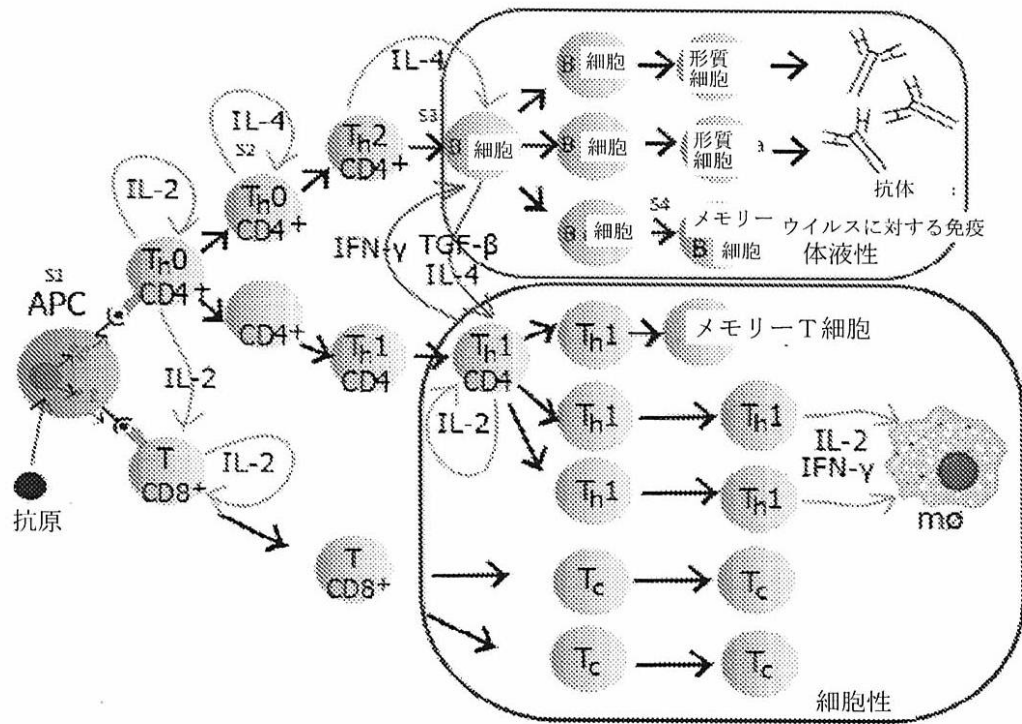 IL-4
B 細胞
形質
細胞
IL-4
S2
Th2
CD4+
S3
B 細胞
B 細胞
形質
細胞
a
抗体
IL-2
Th0
CD4+
Th0
CD4+
IFN-γ
TGF-β
IL-4
B 細胞
S4
メモリー
B 細胞
ウイルスに対する免疫
体液性
S1
APC
CD4+
Th1
CD4
Th1
CD4
Th1
メモリーT細胞
IL-2
IL-2
Th1
Th1
IL-2
IFN-γ
T
CD8+
IL-2
Th1
Th1
mø
抗原
T
CD8+
Tc
Tc
Tc
Tc
細胞性